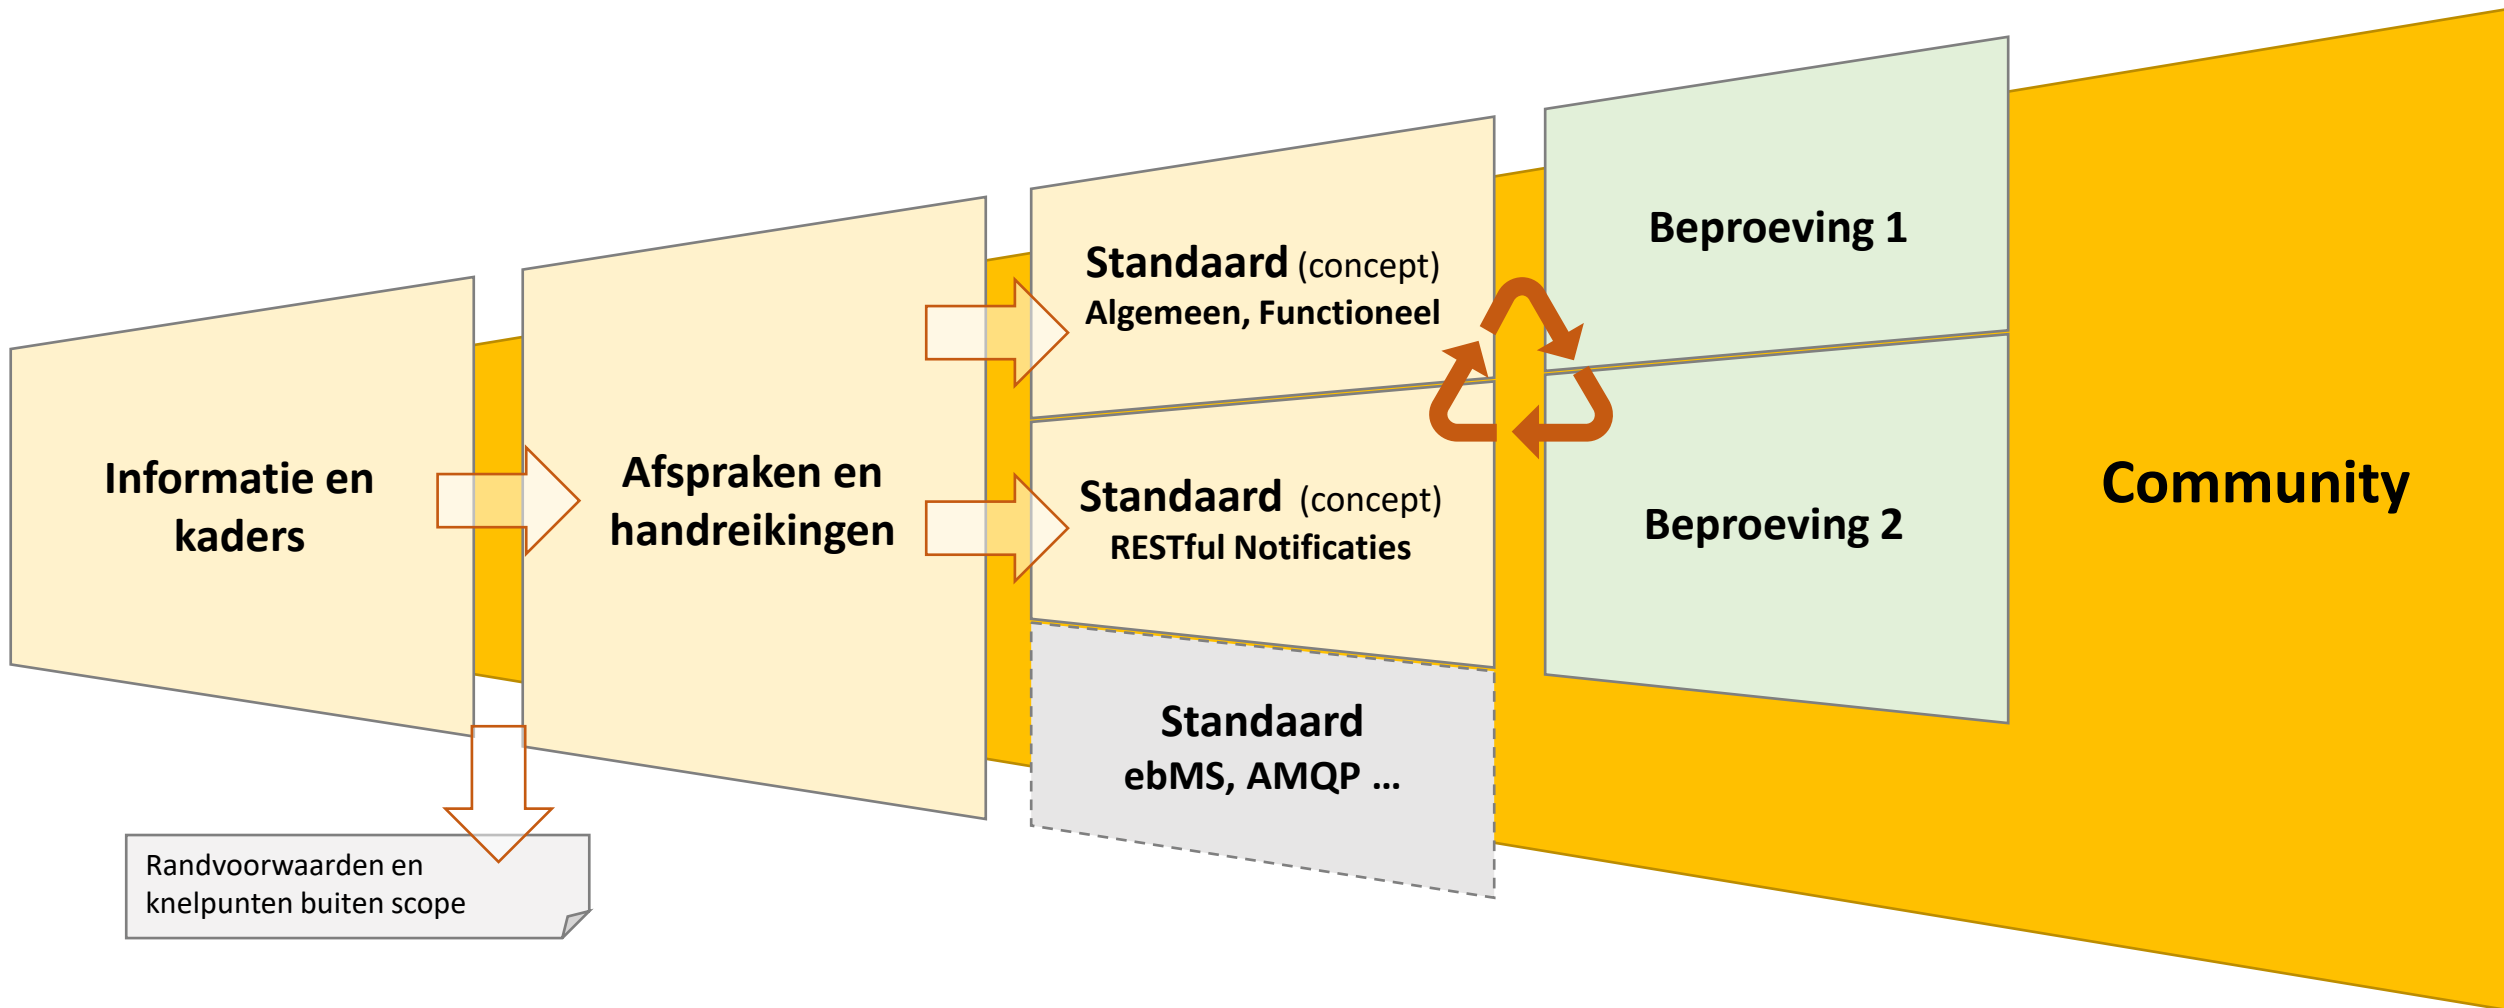 Informatie en
kaders
Randvoorwaarden en
knelpunten buiten scope
Afspraken en
handreikingen
Standaard (concept)
Algemeen, Functioneel
Standaard (concept)
RESTful Notificaties
Standaard
ebMS, AMQP ...
Beproeving 1
Beproeving 2
Community